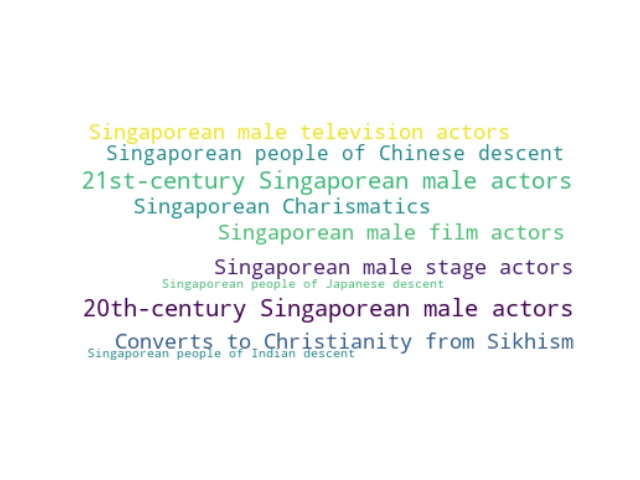 Singaporean male television actors
Singaporean people of Chinese descent
21st-century Singaporean male actors
Singaporean Charismatics
Singaporean male film actors
Singaporean male stage actors
Singaporean people of Japanese descent
20th-century Singaporean male actors
Converts to Christianity from Sikhism
Singaporean people of Indian descent